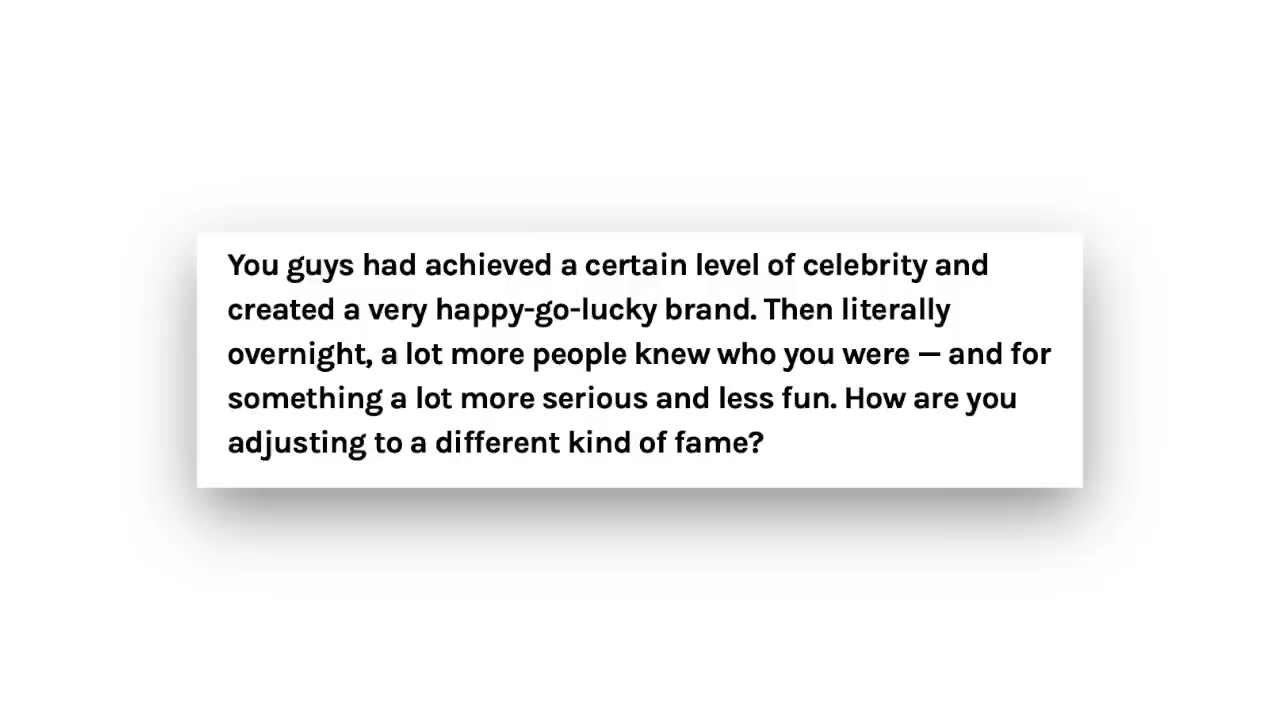 You guys had achieved a certain level of celebrity and
created a very happy-go-lucky brand. Then literally
overnight, a lot more people knew who you were — and for
something a lot more serious and less fun. How are you
adjusting to a different kind of fame?